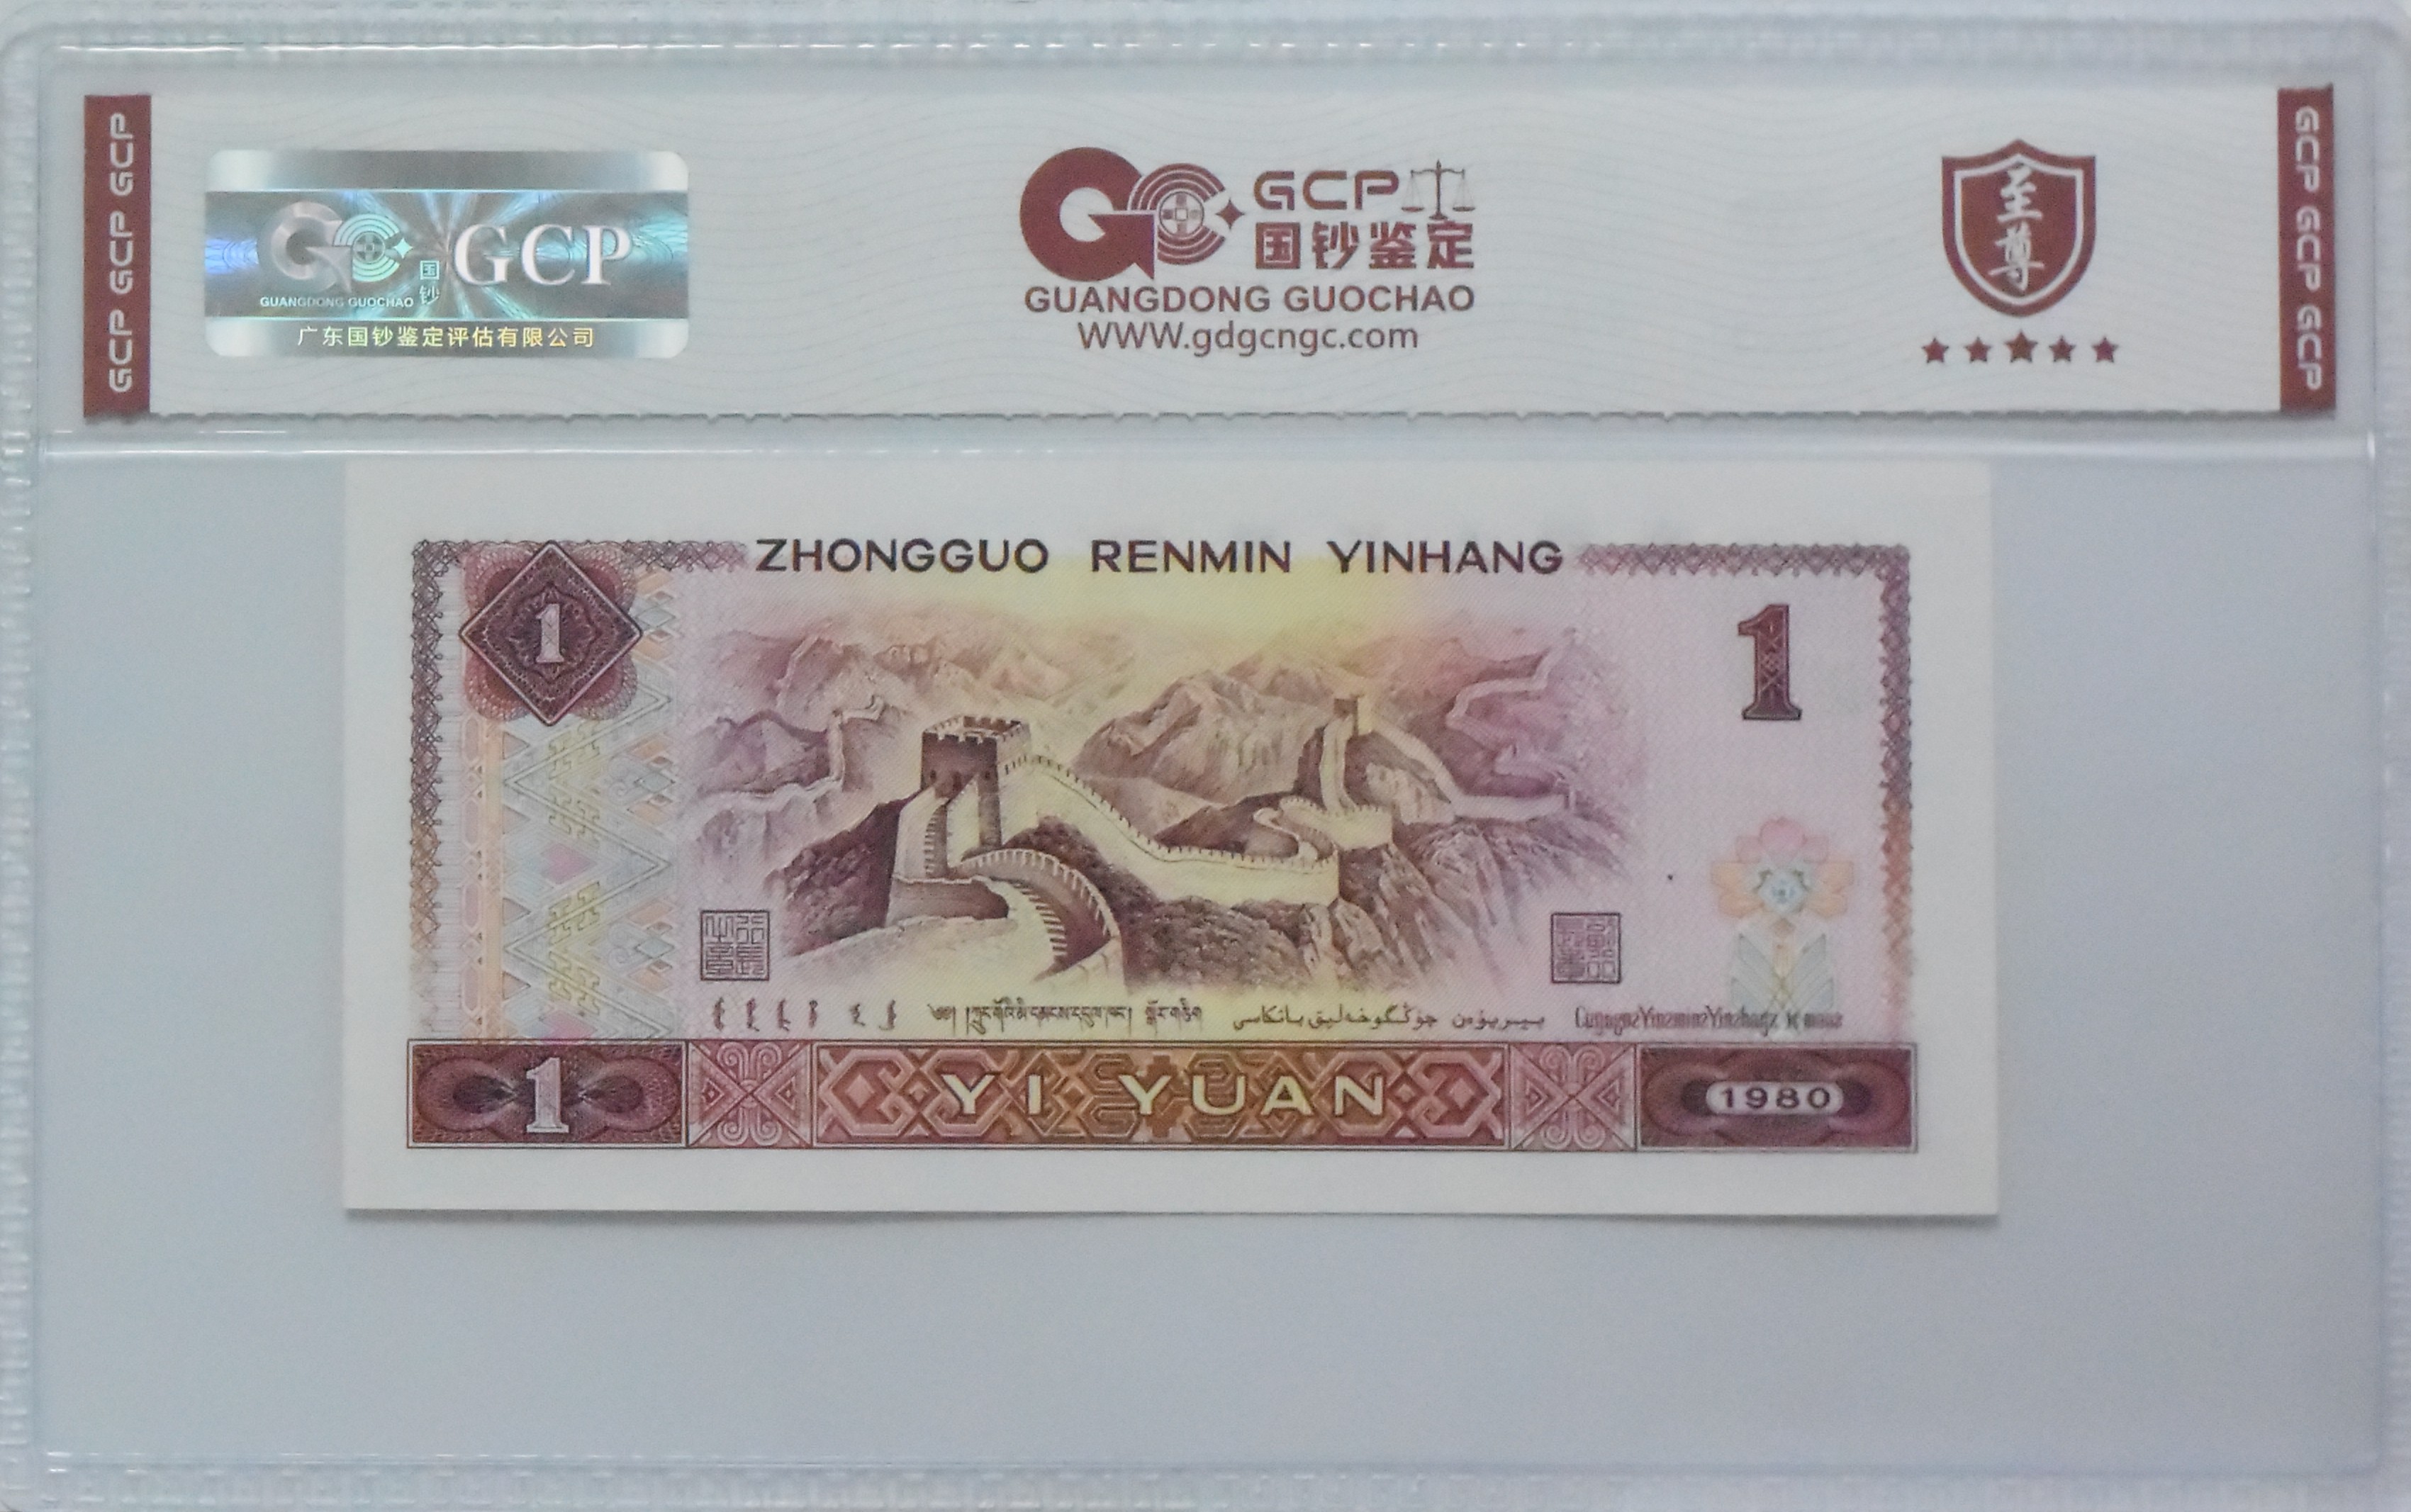 GCP GCP GCP
国钞
GCP
GUANGDONG GUOCHAO
广东国钞鉴定评估有限公司
GCP
国钞鉴定
GUANGDONG GUOCHAO
WWW.gdgcngc.com
至尊
GCP GCP GCP
ZHONGGUO RENMIN YINHANG
1
1
1
YI YUAN
1980